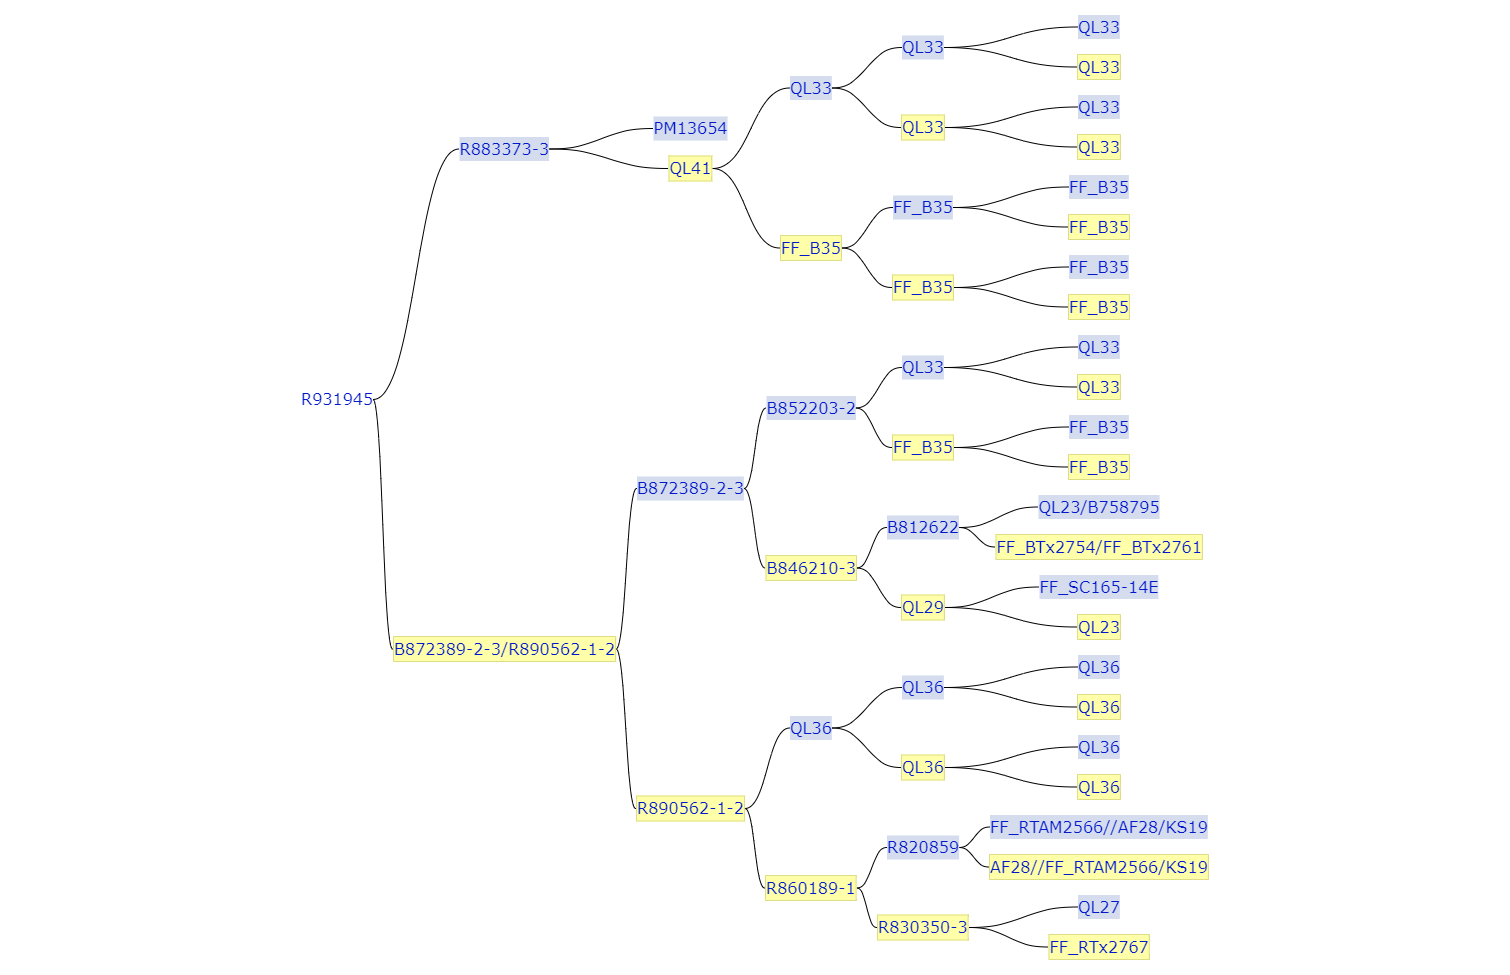 QL33
QL33
QL33
QL33
QL33
PM13654
QL33
QL33
R883373-3
QL41
FF_B35
FF_B35
FF_B35
FF_B35
FF_B35
FF_B35
FF_B35
QL33
QL33
QL33
R931945
B852203-2
FF_B35
FF_B35
FF_B35
B872389-2-3
QL23/B758795
B812622
FF_BTx2754/FF_BTx2761
B846210-3
FF_SC165-14E
QL29
QL23
B872389-2-3/R890562-1-2
QL36
QL36
QL36
QL36
QL36
QL36
QL36
R890562-1-2
FF_RTAM2566//AF28/KS19
R820859
AF28//FF_RTAM2566/KS19
R860189-1
QL27
R830350-3
FF_RTx2767